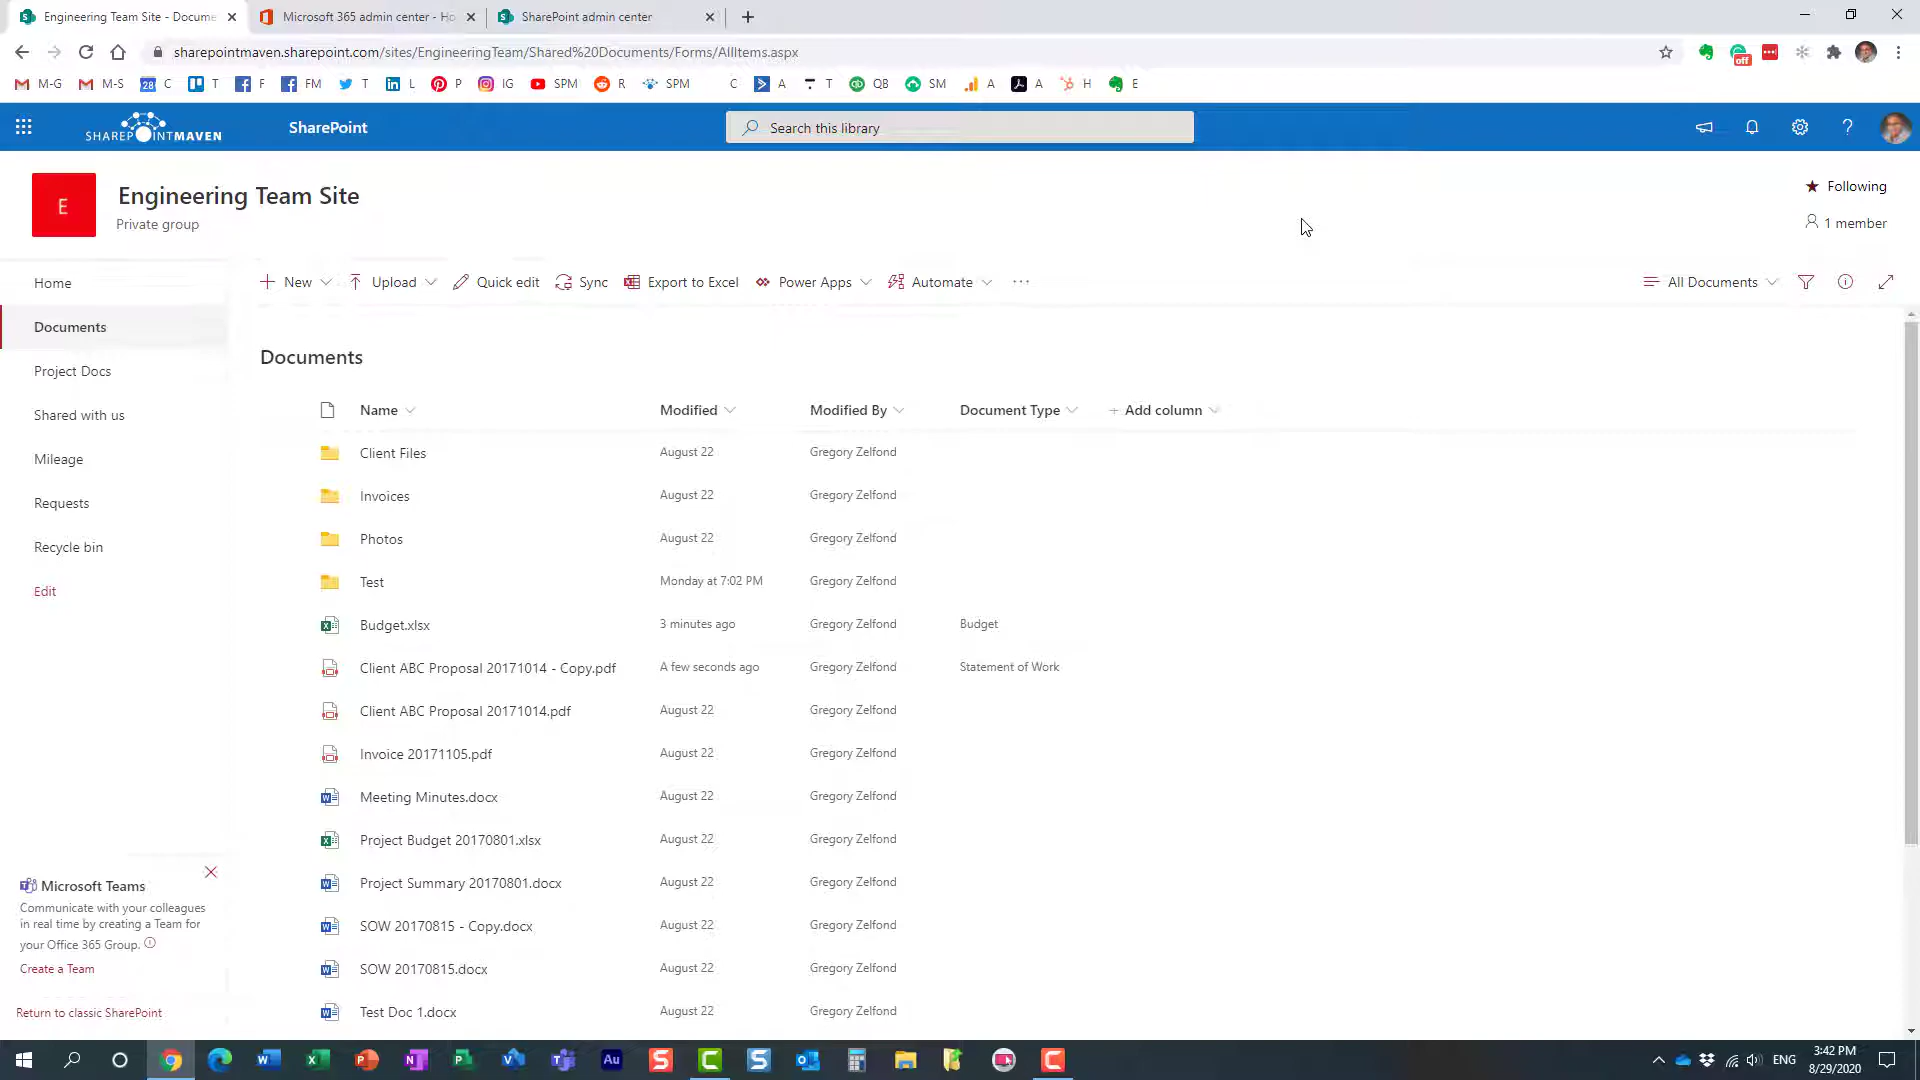 Engineering Team Site - Docume
Microsoft 365 admin center - Ho
SharePoint admin center
sharepointmaven.sharepoint.com/sites/EngineeringTeam/Shared%20Documents/Forms/AllItems.aspx
off
M-G M-S 28 C T F FM T L P IG SPM R SPM C A T QB SM A A H E
SHAREPOINTMAVEN
SharePoint
Search this library
E
Engineering Team Site
Private group
Following
1 member
Home
Documents
Project Docs
Shared with us
Mileage
Requests
Recycle bin
Edit
New Upload Quick edit Sync Export to Excel Power Apps Automate ···
All Documents
Documents
Name Modified Modified By Document Type + Add column
Client Files August 22 Gregory Zelfond
Invoices August 22 Gregory Zelfond
Photos August 22 Gregory Zelfond
Test Monday at 7:02 PM Gregory Zelfond
Budget.xlsx 3 minutes ago Gregory Zelfond Budget
Client ABC Proposal 20171014 - Copy.pdf A few seconds ago Gregory Zelfond Statement of Work
Client ABC Proposal 20171014.pdf August 22 Gregory Zelfond
Invoice 20171105.pdf August 22 Gregory Zelfond
Meeting Minutes.docx August 22 Gregory Zelfond
Project Budget 20170801.xlsx August 22 Gregory Zelfond
Project Summary 20170801.docx August 22 Gregory Zelfond
SOW 20170815 - Copy.docx August 22 Gregory Zelfond
SOW 20170815.docx August 22 Gregory Zelfond
Test Doc 1.docx August 22 Gregory Zelfond
Microsoft Teams
Communicate with your colleagues
in real time by creating a Team for
your Office 365 Group.
Create a Team
Return to classic SharePoint
Au
ENG
3:42 PM
8/29/2020